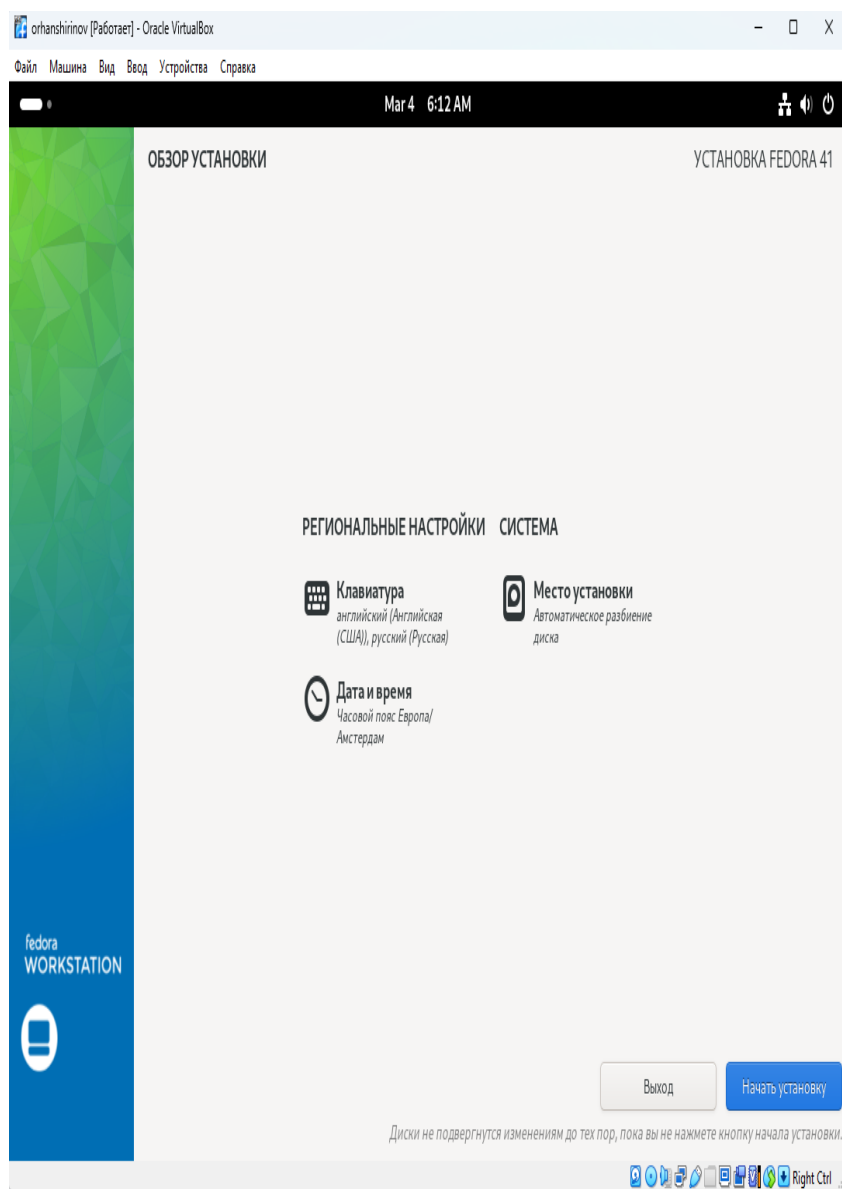 orhanshirinov [Работает] - Oracle VirtualBox
Файл Машина Вид Ввод Устройства Справка
Mar 4 6:12 AM
ОБЗОР УСТАНОВКИ
УСТАНОВКА FEDORA 41
РЕГИОНАЛЬНЫЕ НАСТРОЙКИ
Клавиатура
английский (Английская
(США)), русский (Русская)
Дата и время
Часовой пояс Европа/
Амстердам
СИСТЕМА
Место установки
Автоматическое разбиение
диска
fedora
WORKSTATION
Выход
Начать установку
Диски не подвергнутся изменениям до тех пор, пока вы не нажмете кнопку начала установки.
Right Ctrl